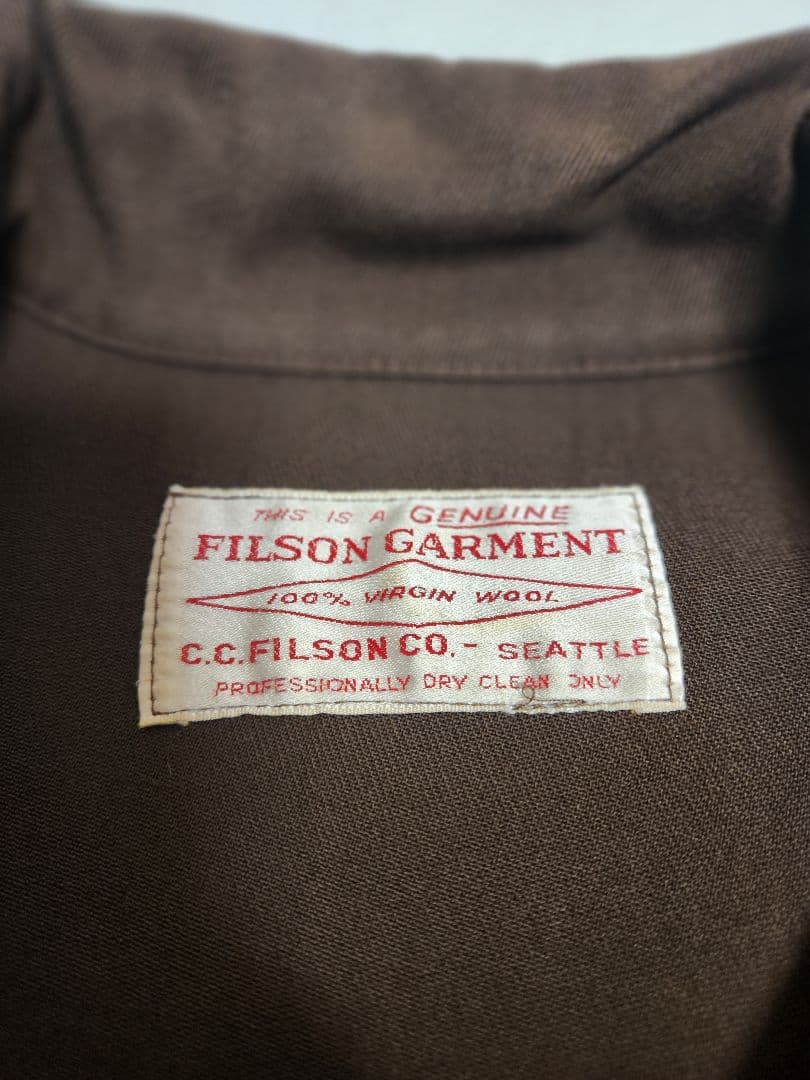 THIS IS A GENUINE
FILSON GARMENT
100% VIRGIN WOOL
C.C.FILSON CO.- SEATTLE
PROFESSIONALLY DRY CLEAN ONLY